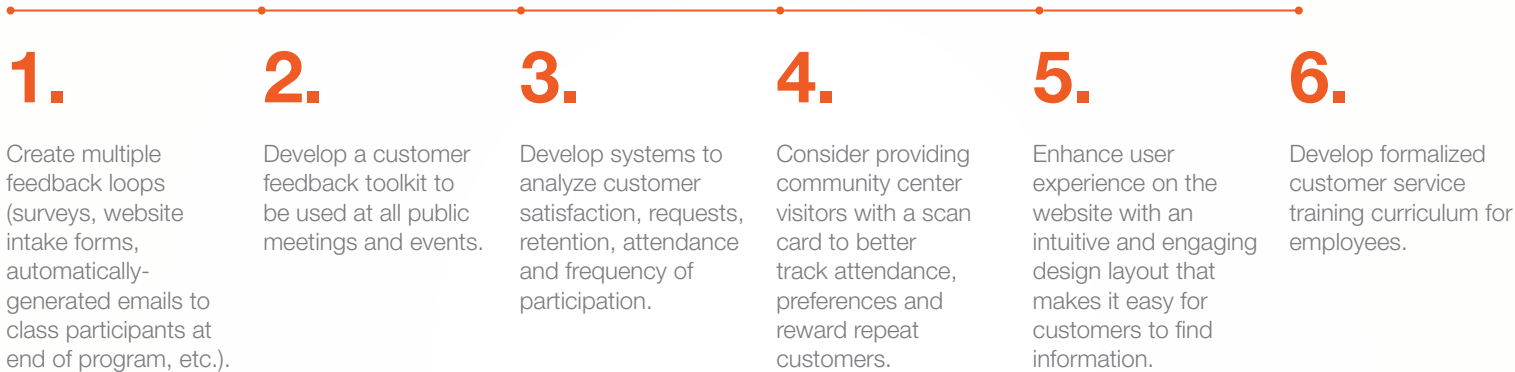 1.
Create multiple
feedback loops
(surveys, website
intake forms,
automatically-
generated emails to
class participants at
end of program, etc.).
2.
Develop a customer
feedback toolkit to
be used at all public
meetings and events.
3.
Develop systems to
analyze customer
satisfaction, requests,
retention, attendance
and frequency of
participation.
4.
Consider providing
community center
visitors with a scan
card to better
track attendance,
preferences and
reward repeat
customers.
5.
Enhance user
experience on the
website with an
intuitive and engaging
design layout that
makes it easy for
customers to find
information.
6.
Develop formalized
customer service
training curriculum for
employees.